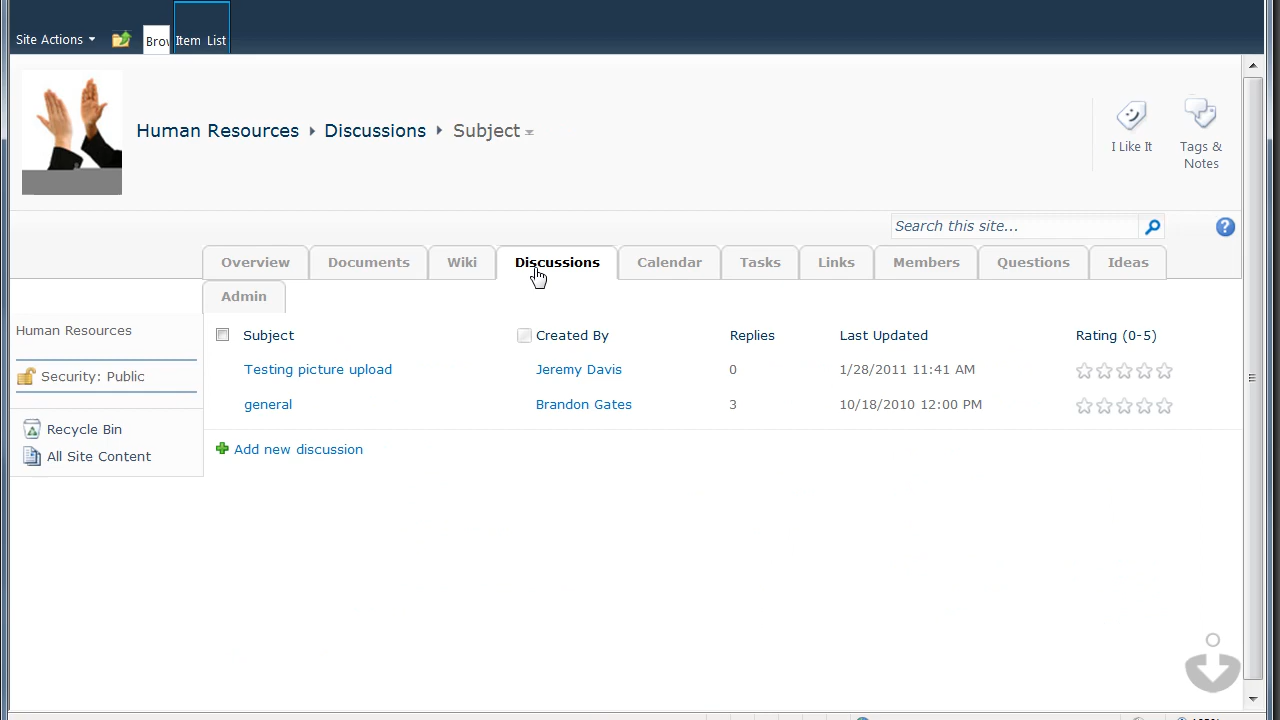 Site Actions
Item List
Human Resources Discussions Subject
I Like It
Tags &
Notes
Search this site...
Overview Documents Wiki Discussions Calendar Tasks Links Members Questions Ideas
Admin
Human Resources
Security: Public
Recycle Bin
All Site Content
Subject Created By Replies Last Updated Rating (0-5)
Testing picture upload Jeremy Davis 0 1/28/2011 11:41 AM
general Brandon Gates 3 10/18/2010 12:00 PM
Add new discussion